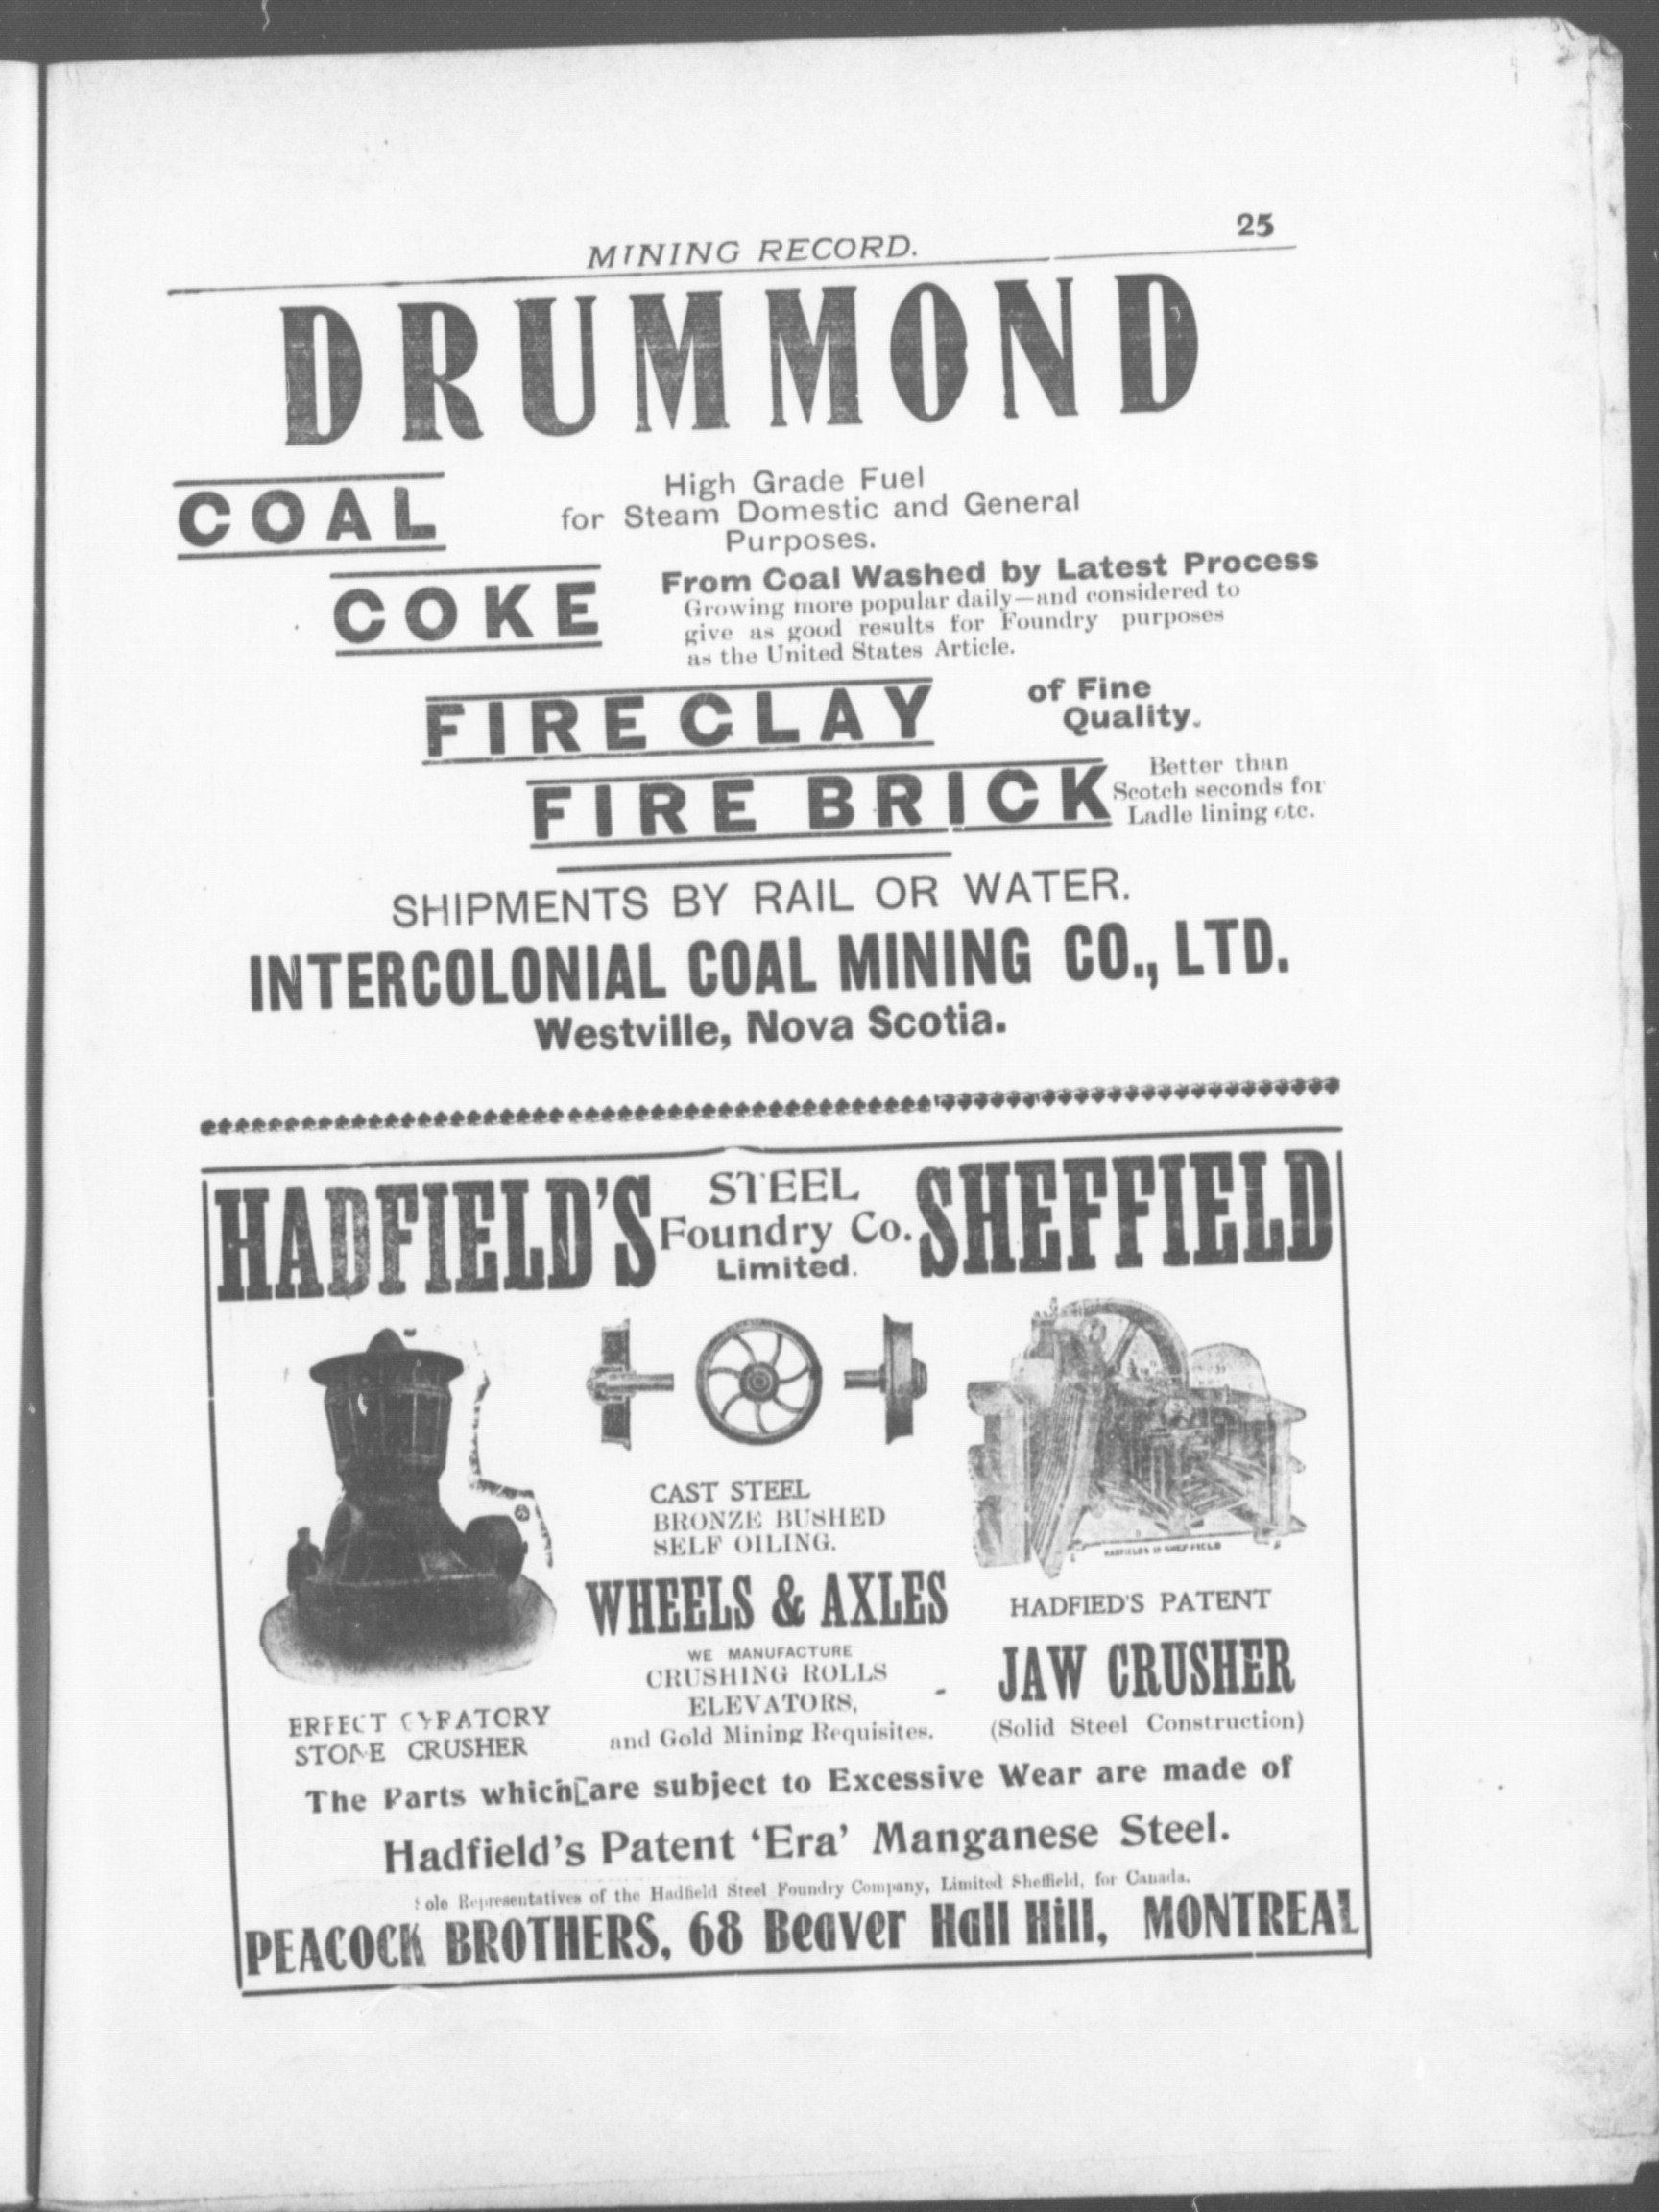 25
MINING RECORD.
DRUMMOND
COAL
High Grade Fuel
for Steam Domestic and General
Purposes.
COKE
From Coal Washed by Latest Process
Growing more popular daily—and considered to
give as good results for Foundry purposes
as the United States Article.
FIRECLAY
of Fine
Quality.
FIRE BRICK
Better than
Scotch seconds for
Ladle lining etc.
SHIPMENTS BY RAIL OR WATER.
INTERCOLONIAL COAL MINING CO., LTD.
Westville, Nova Scotia.
HADFIELD'S STEEL SHEFFIELD
Foundry Co.
Limited.
CAST STEEL
BRONZE BUSHED
SELF OILING.
WHEELS & AXLES
WE MANUFACTURE
CRUSHING ROLLS
ELEVATORS,
and Gold Mining Requisites.
HADFIELDS LD SHEFFIELD
HADFIED'S PATENT
JAW CRUSHER
(Solid Steel Construction)
ERFECT GYRATORY
STONE CRUSHER
The Parts which are subject to Excessive Wear are made of
Hadfield's Patent 'Era' Manganese Steel.
Sole Representatives of the Hadfield Steel Foundry Company, Limited Sheffield, for Canada.
PEACOCK BROTHERS, 68 Beaver Hall Hill, MONTREAL